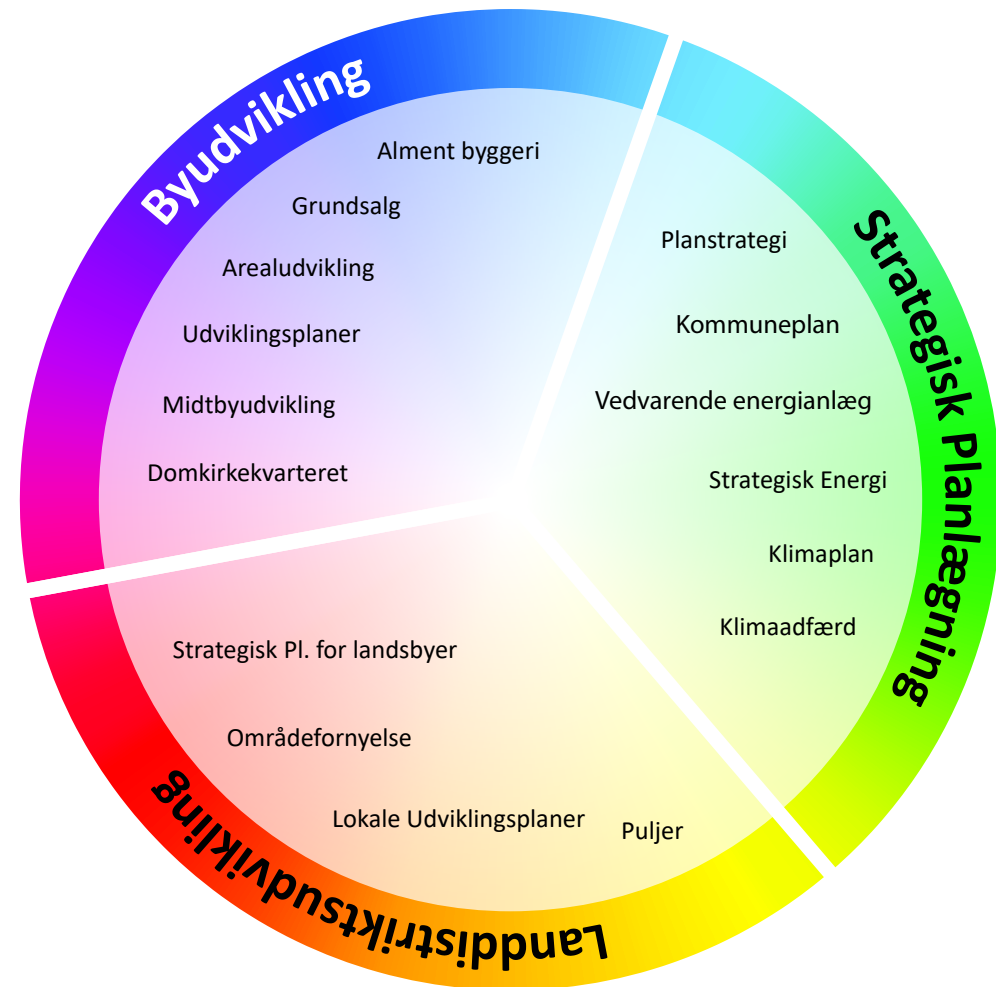 Byudvikling
Alment byggeri
Grundsalg
Arealudvikling
Udviklingsplaner
Midtbyudvikling
Domkirkekvarteret
Strategisk Planlægning
Planstrategi
Kommuneplan
Vedvarende energianlæg
Strategisk Energi
Klimaplan
Klimaadfærd
Landdistriktsudvikling
Strategisk Pl. for landsbyer
Områdefornyelse
Lokale Udviklingsplaner
Puljer